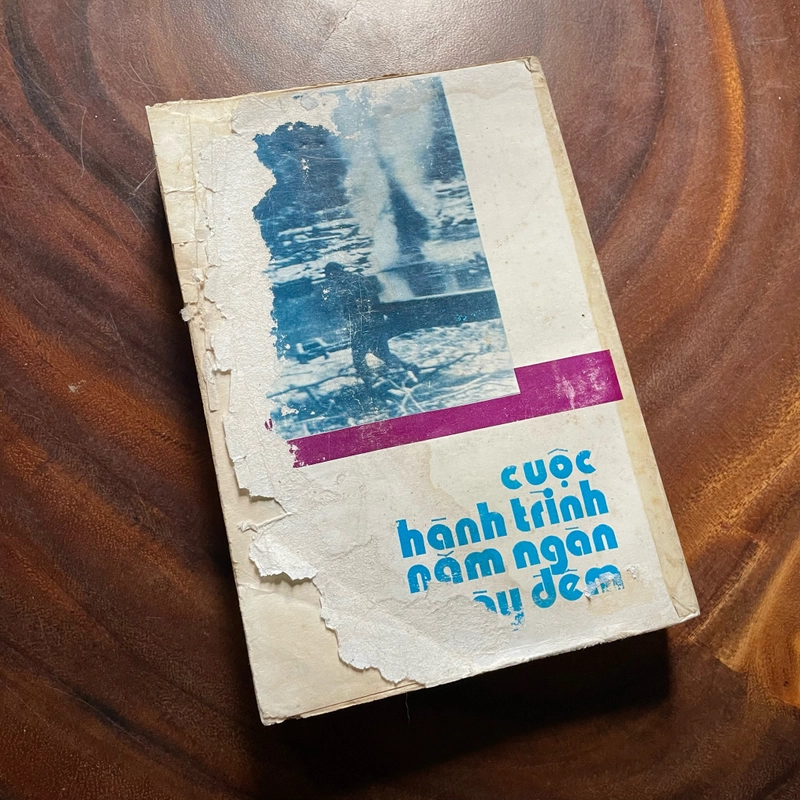 cuộc
hành trình
năm ngàn
đêm